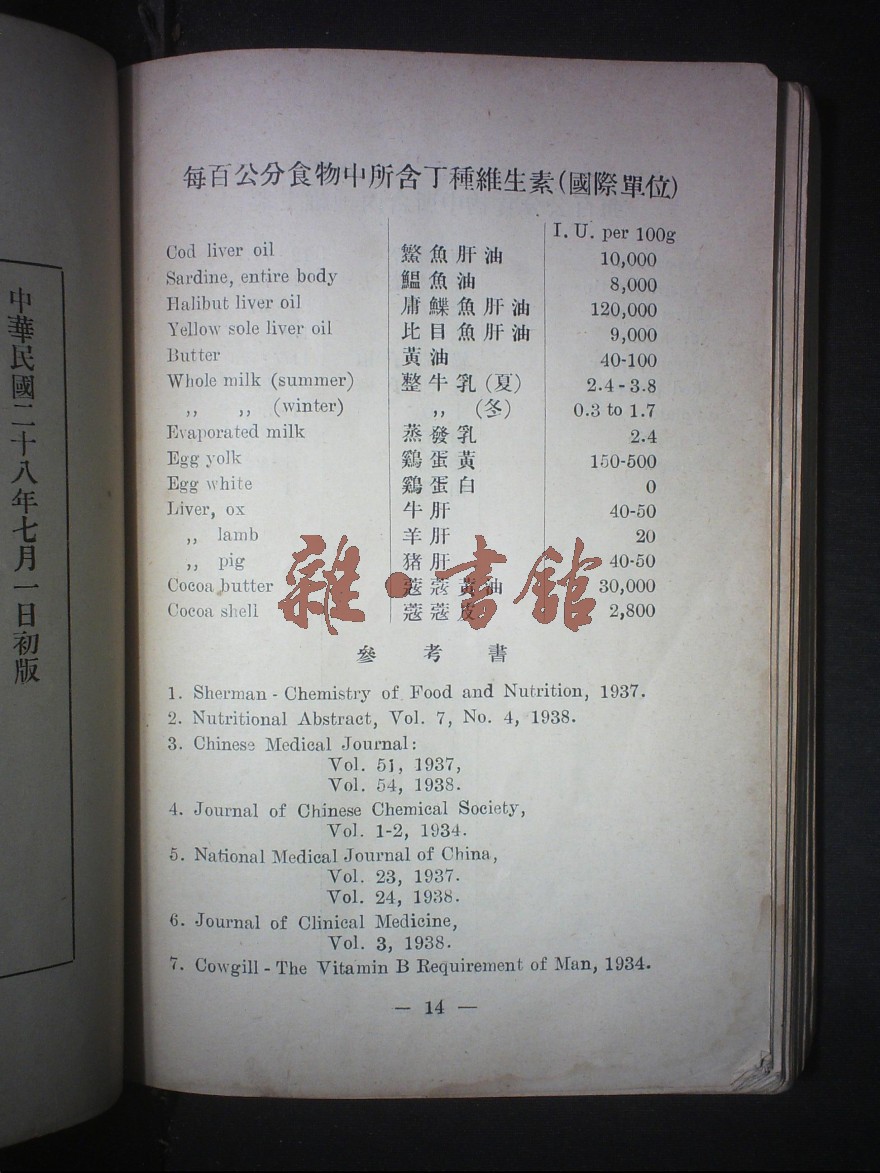 每百公分食物中所含丁種維生素(國際單位)
I. U. per 100g
Cod liver oil 鱉魚肝油 10,000
Sardine, entire body 鰛魚油 8,000
Halibut liver oil 庸鰈魚肝油 120,000
Yellow sole liver oil 比目魚肝油 9,000
Butter 黃油 40-100
Whole milk (summer) 整牛乳(夏) 2.4-3.8
,, ,, (winter) ,, (冬) 0.3 to 1.7
Evaporated milk 蒸發乳 2.4
Egg yolk 鷄蛋黃 150-500
Egg white 鷄蛋白 0
Liver, ox 牛肝 40-50
,, lamb 羊肝 20
,, pig 猪肝 40-50
Cocoa butter 蔻蔻黃油 30,000
Cocoa shell 蔻蔻皮 2,800
雜·書館
參考書
1. Sherman - Chemistry of Food and Nutrition, 1937.
2. Nutritional Abstract, Vol. 7, No. 4, 1938.
3. Chinese Medical Journal:
Vol. 51, 1937,
Vol. 54, 1938.
4. Journal of Chinese Chemical Society,
Vol. 1-2, 1934.
5. National Medical Journal of China,
Vol. 23, 1937.
Vol. 24, 1938.
6. Journal of Clinical Medicine,
Vol. 3, 1938.
7. Cowgill - The Vitamin B Requirement of Man, 1934.
— 14 —
中華民國二十八年七月一日初版